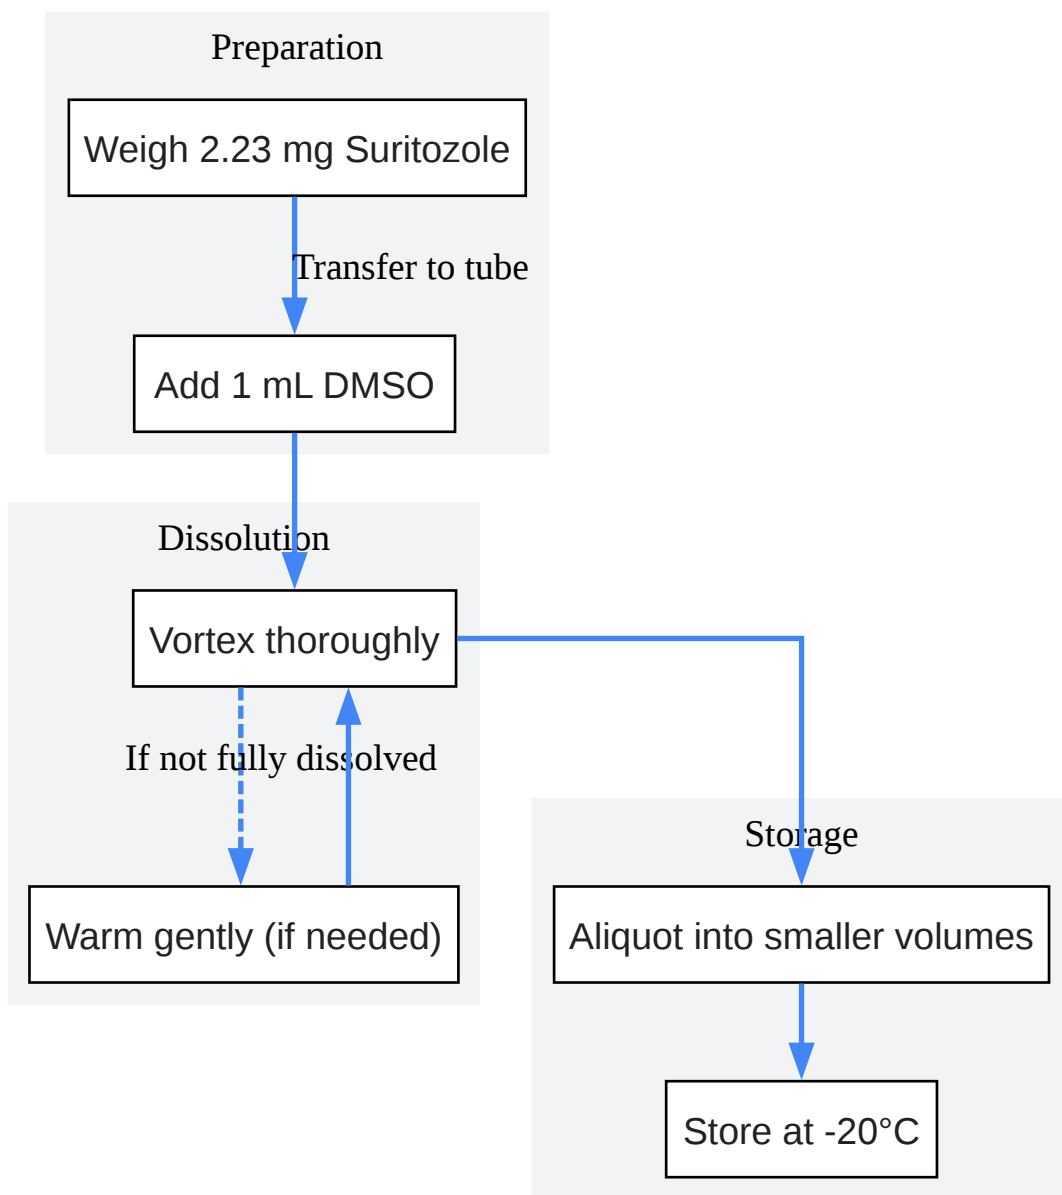 Preparation
Weigh 2.23 mg Suritozole
Transfer to tube
Add 1 mL DMSO
Dissolution
Vortex thoroughly
If not fully dissolved
Warm gently (if needed)
Storage
Aliquot into smaller volumes
Store at -20°C